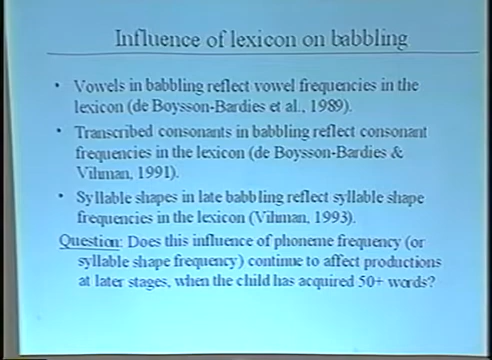 Influence of lexicon on babbling
• Vowels in babbling reflect vowel frequencies in the
lexicon (de Boysson-Bardies et al., 1989).
• Transcribed consonants in babbling reflect consonant
frequencies in the lexicon (de Boysson-Bardies &
Vihman, 1991).
• Syllable shapes in late babbling reflect syllable shape
frequencies in the lexicon (Vihman, 1993).
Question: Does this influence of phoneme frequency (or
syllable shape frequency) continue to affect productions
at later stages, when the child has acquired 50+ words?